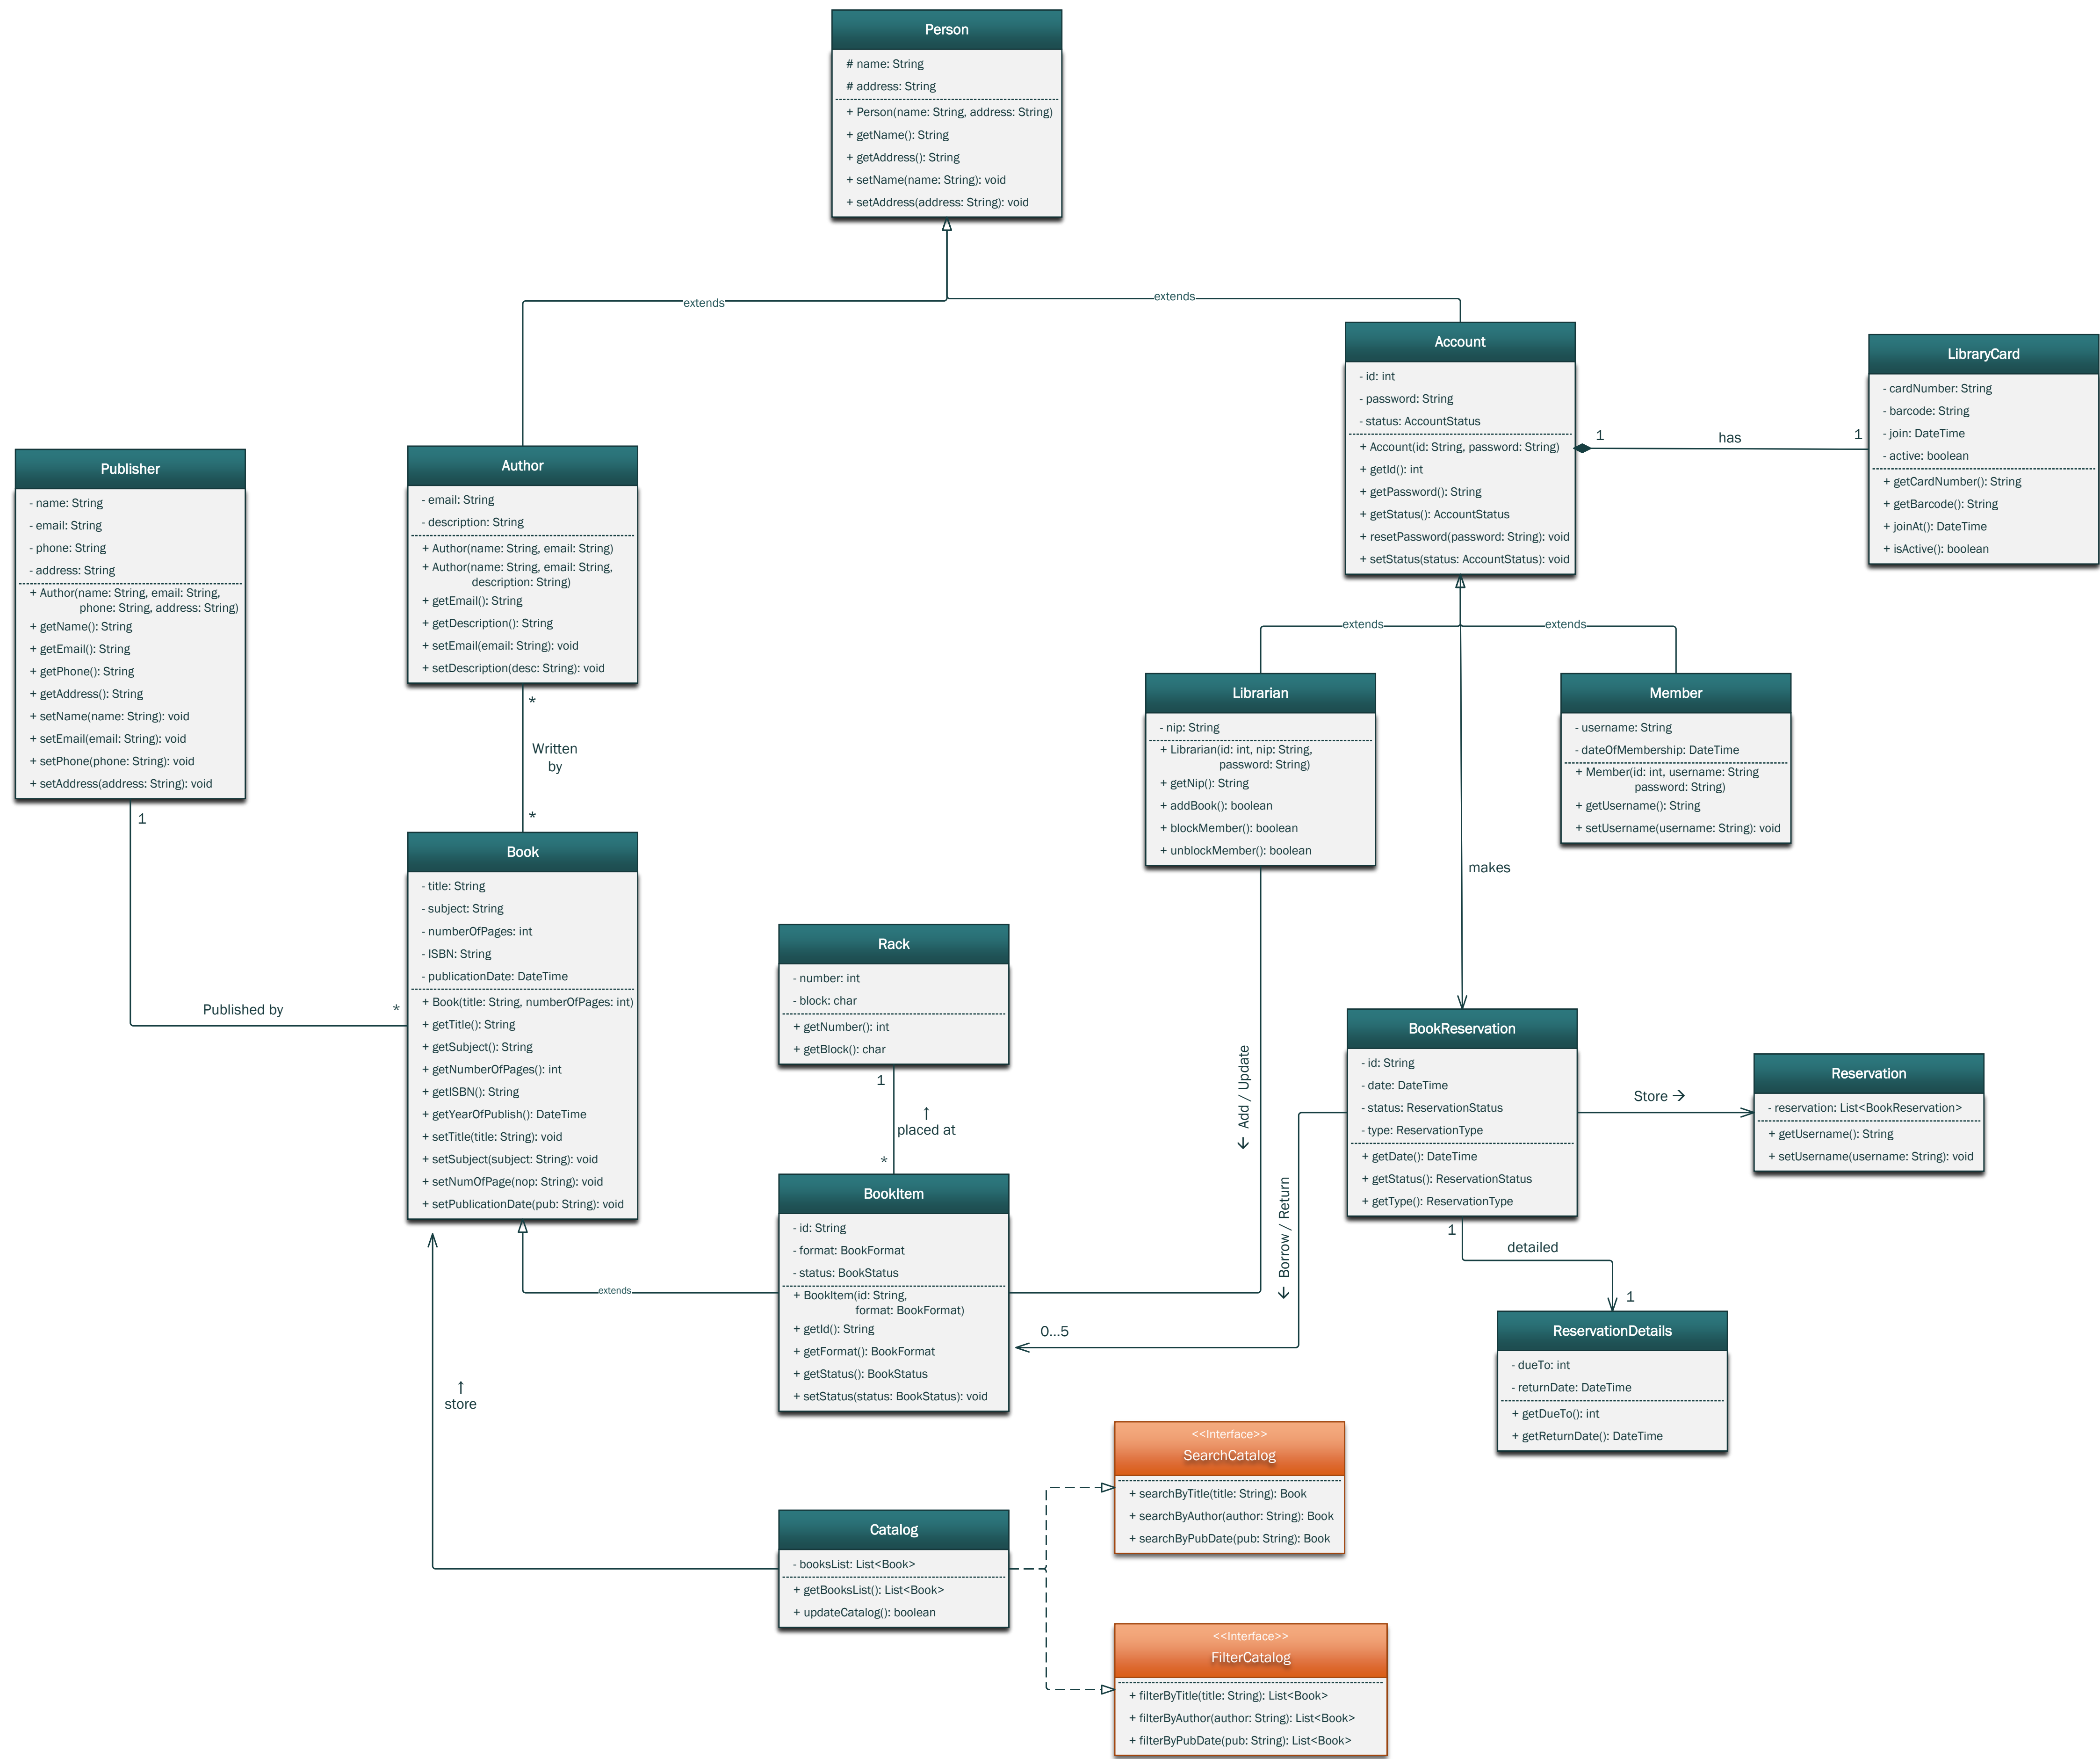 Person
# name: String
# address: String
+ Person(name: String, address: String)
+ getName(): String
+ getAddress(): String
+ setName(name: String): void
+ setAddress(address: String): void
extends
extends
Account
- id: int
- password: String
- status: AccountStatus
+ Account(id: String, password: String)
+ getId(): int
+ getPassword(): String
+ getStatus(): AccountStatus
+ resetPassword(password: String): void
+ setStatus(status: AccountStatus): void
1
has
1
LibraryCard
- cardNumber: String
- barcode: String
- join: DateTime
- active: boolean
+ getCardNumber(): String
+ getBarcode(): String
+ joinAt(): DateTime
+ isActive(): boolean
Publisher
- name: String
- email: String
- phone: String
- address: String
+ Author(name: String, email: String,
phone: String, address: String)
+ getName(): String
+ getEmail(): String
+ getPhone(): String
+ getAddress(): String
+ setName(name: String): void
+ setEmail(email: String): void
+ setPhone(phone: String): void
+ setAddress(address: String): void
1
Published by
*
Author
- email: String
- description: String
+ Author(name: String, email: String)
+ Author(name: String, email: String,
description: String)
+ getEmail(): String
+ getDescription(): String
+ setEmail(email: String): void
+ setDescription(desc: String): void
*
Written
by
*
extends
extends
Librarian
- nip: String
+ Librarian(id: int, nip: String,
password: String)
+ getNip(): String
+ addBook(): boolean
+ blockMember(): boolean
+ unblockMember(): boolean
Member
- username: String
- dateOfMembership: DateTime
+ Member(id: int, username: String
password: String)
+ getUsername(): String
+ setUsername(username: String): void
makes
Book
- title: String
- subject: String
- numberOfPages: int
- ISBN: String
- publicationDate: DateTime
+ Book(title: String, numberOfPages: int)
+ getTitle(): String
+ getSubject(): String
+ getNumberOfPages(): int
+ getISBN(): String
+ getYearOfPublish(): DateTime
+ setTitle(title: String): void
+ setSubject(subject: String): void
+ setNumOfPage(nop: String): void
+ setPublicationDate(pub: String): void
Rack
- number: int
- block: char
+ getNumber(): int
+ getBlock(): char
1
↑
placed at
*
← Add / Update
← Borrow / Return
BookReservation
- id: String
- date: DateTime
- status: ReservationStatus
- type: ReservationType
+ getDate(): DateTime
+ getStatus(): ReservationStatus
+ getType(): ReservationType
Store →
Reservation
- reservation: List<BookReservation>
+ getUsername(): String
+ setUsername(username: String): void
1
detailed
1
BookItem
- id: String
- format: BookFormat
- status: BookStatus
+ BookItem(id: String,
format: BookFormat)
+ getId(): String
+ getFormat(): BookFormat
+ getStatus(): BookStatus
+ setStatus(status: BookStatus): void
extends
0...5
ReservationDetails
- dueTo: int
- returnDate: DateTime
+ getDueTo(): int
+ getReturnDate(): DateTime
↑
store
<<Interface>>
SearchCatalog
+ searchByTitle(title: String): Book
+ searchByAuthor(author: String): Book
+ searchByPubDate(pub: String): Book
Catalog
- booksList: List<Book>
+ getBooksList(): List<Book>
+ updateCatalog(): boolean
<<Interface>>
FilterCatalog
+ filterByTitle(title: String): List<Book>
+ filterByAuthor(author: String): List<Book>
+ filterByPubDate(pub: String): List<Book>